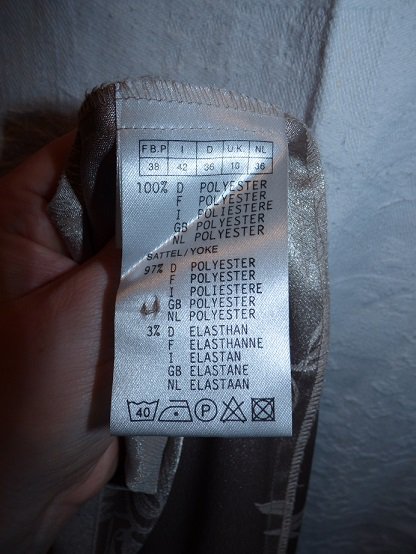 F B.P I D U.K. NL
38 42 36 10 36
100% D POLYESTER
F POLYESTER
I POLIESTERE
GB POLYESTER
NL POLYESTER
SATTEL/YOKE
97% D POLYESTER
F POLYESTER
I POLIESTERE
GB POLYESTER
NL POLYESTER
3% D ELASTHAN
F ELASTHANNE
I ELASTAN
GB ELASTANE
NL ELASTAAN
40 P